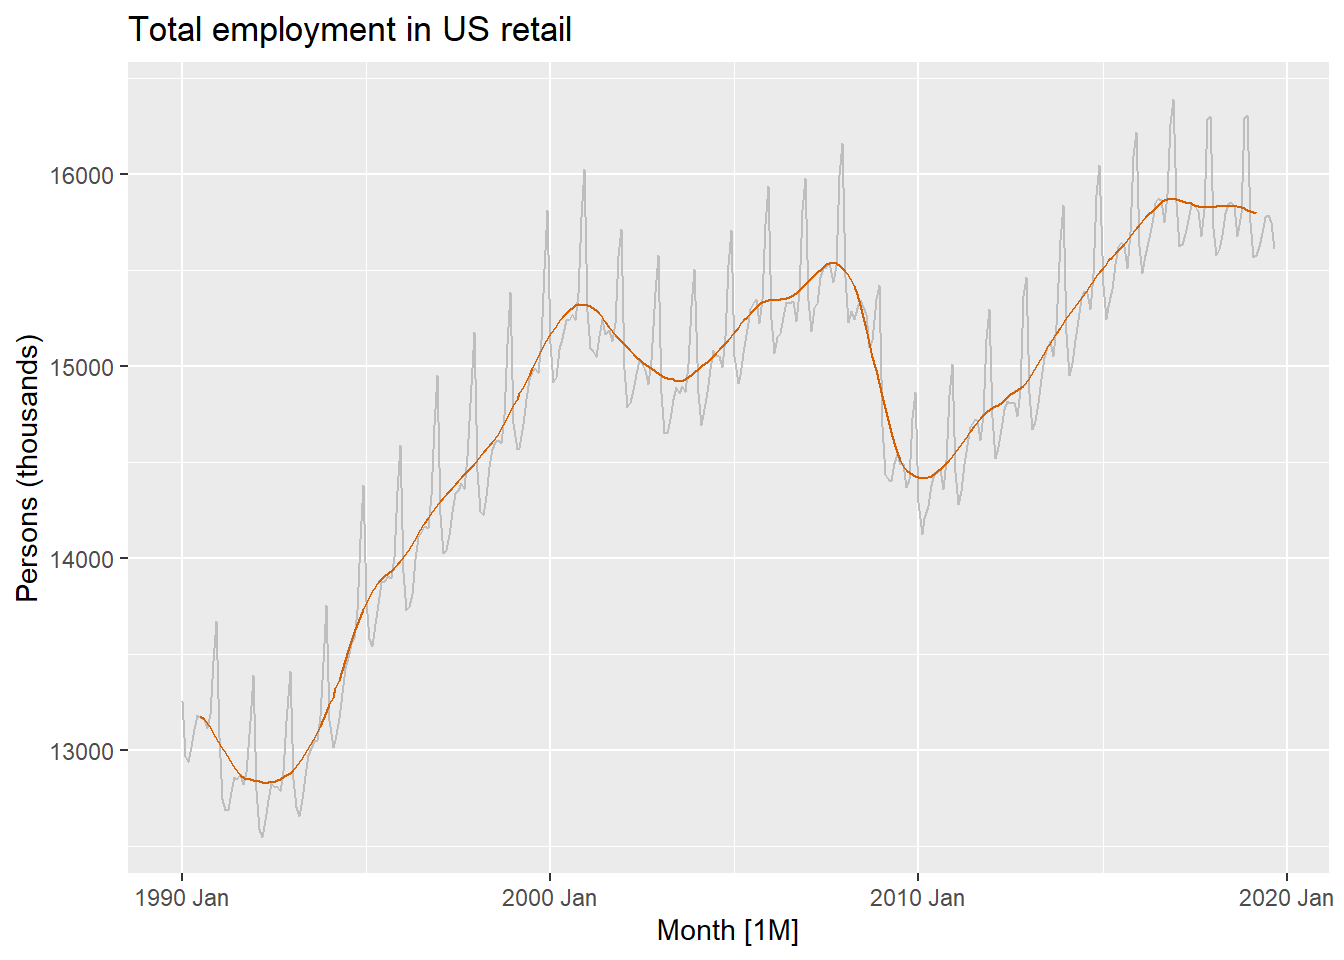 Total employment in US retail
Persons (thousands)
16000
15000
14000
13000
1990 Jan
2000 Jan
2010 Jan
2020 Jan
Month [1M]